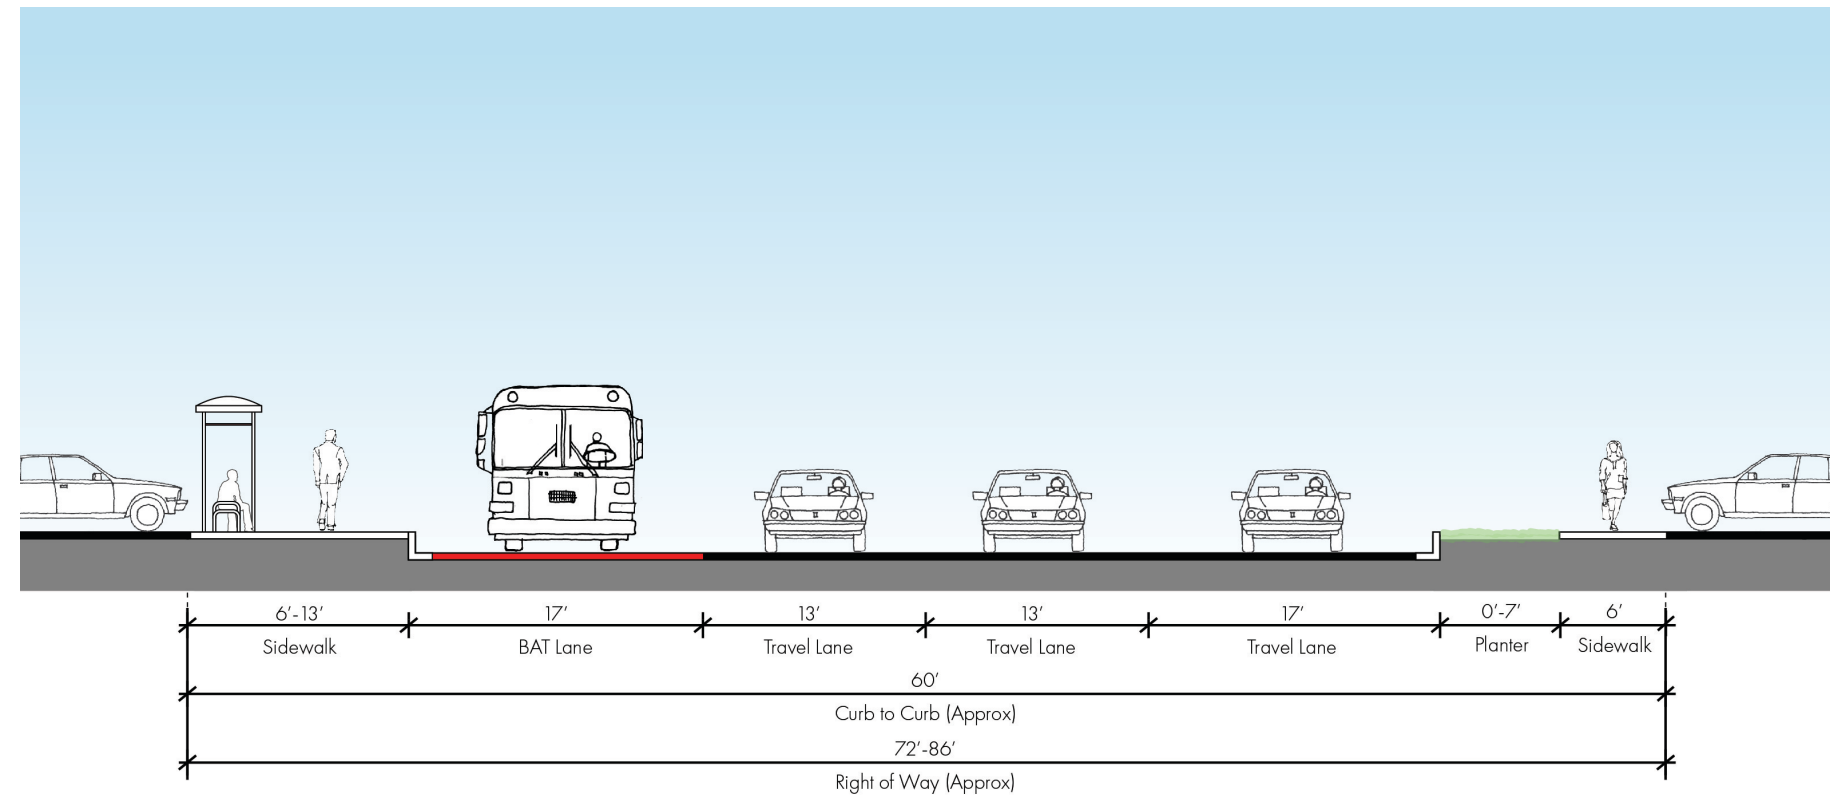 6’-13’ 17’ 13’ 13’ 17’ 0’-7’ 6’
Sidewalk BAT Lane Travel Lane Travel Lane Travel Lane Planter Sidewalk
60’
Curb to Curb (Approx)
72’-86’
Right of Way (Approx)